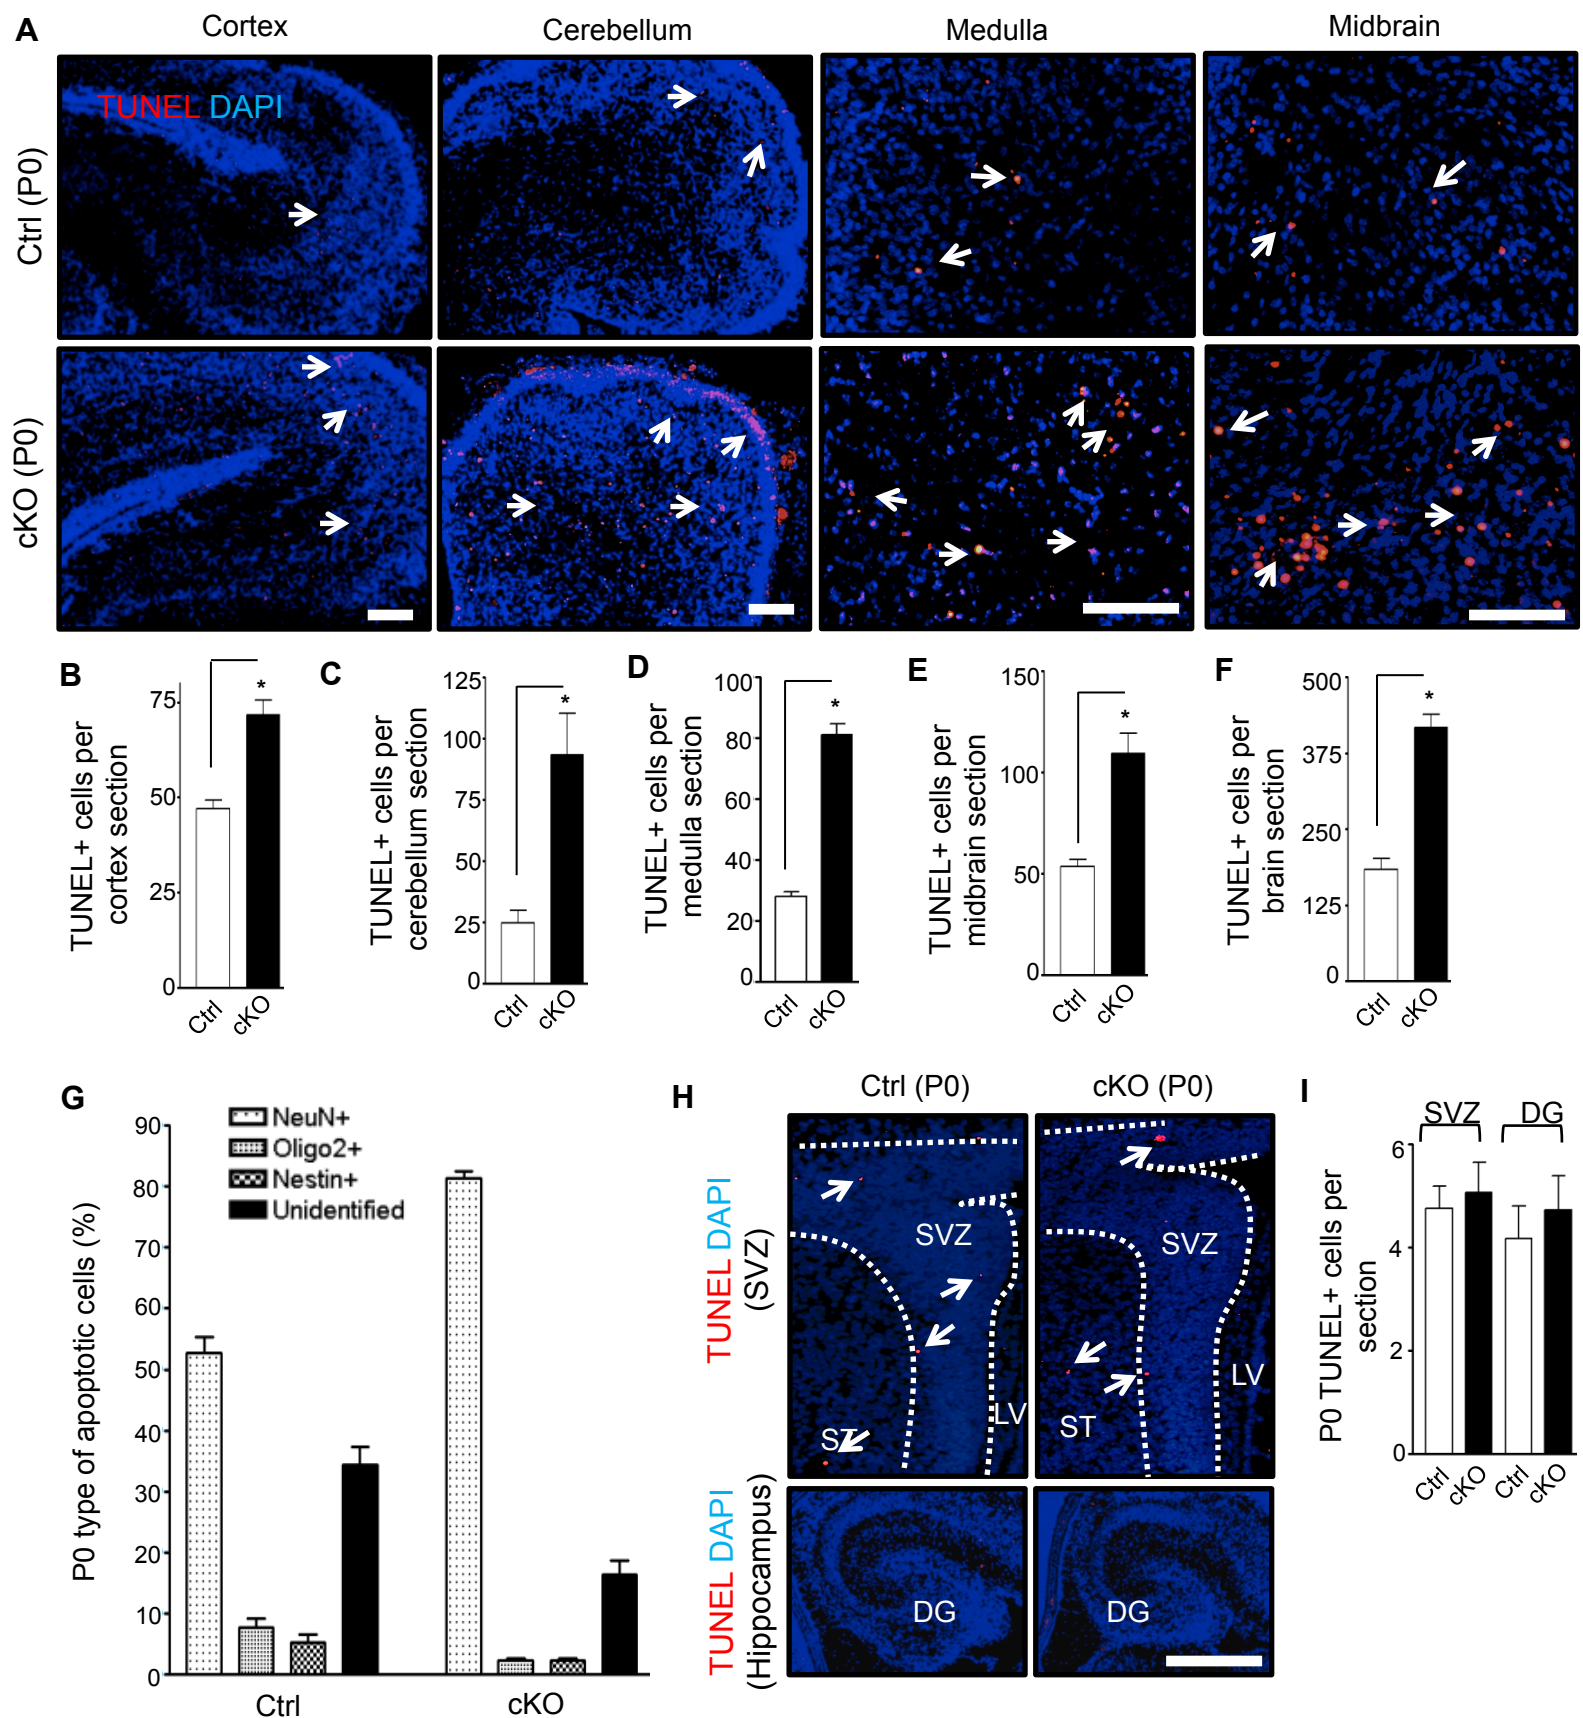 A
Cortex
Cerebellum
Medulla
Midbrain
Ctrl (P0)
TUNEL DAPI
cKO (P0)
B
TUNEL+ cells per
cortex section
75
50
25
0
*
Ctrl
cKO
C
TUNEL+ cells per
cerebellum section
125
100
75
50
25
0
*
Ctrl
cKO
D
TUNEL+ cells per
medulla section
100
80
60
40
20
0
*
Ctrl
cKO
E
TUNEL+ cells per
midbrain section
150
100
50
0
*
Ctrl
cKO
F
TUNEL+ cells per
brain section
500
375
250
125
0
*
Ctrl
cKO
G
P0 type of apoptotic cells (%)
90
80
70
60
50
40
30
20
10
0
NeuN+
Oligo2+
Nestin+
Unidentified
Ctrl
cKO
H
Ctrl (P0)
cKO (P0)
TUNEL DAPI
(SVZ)
SVZ
LV
ST
SVZ
LV
ST
TUNEL DAPI
(Hippocampus)
DG
DG
I
P0 TUNEL+ cells per
section
SVZ
DG
6
4
2
0
Ctrl
cKO
Ctrl
cKO